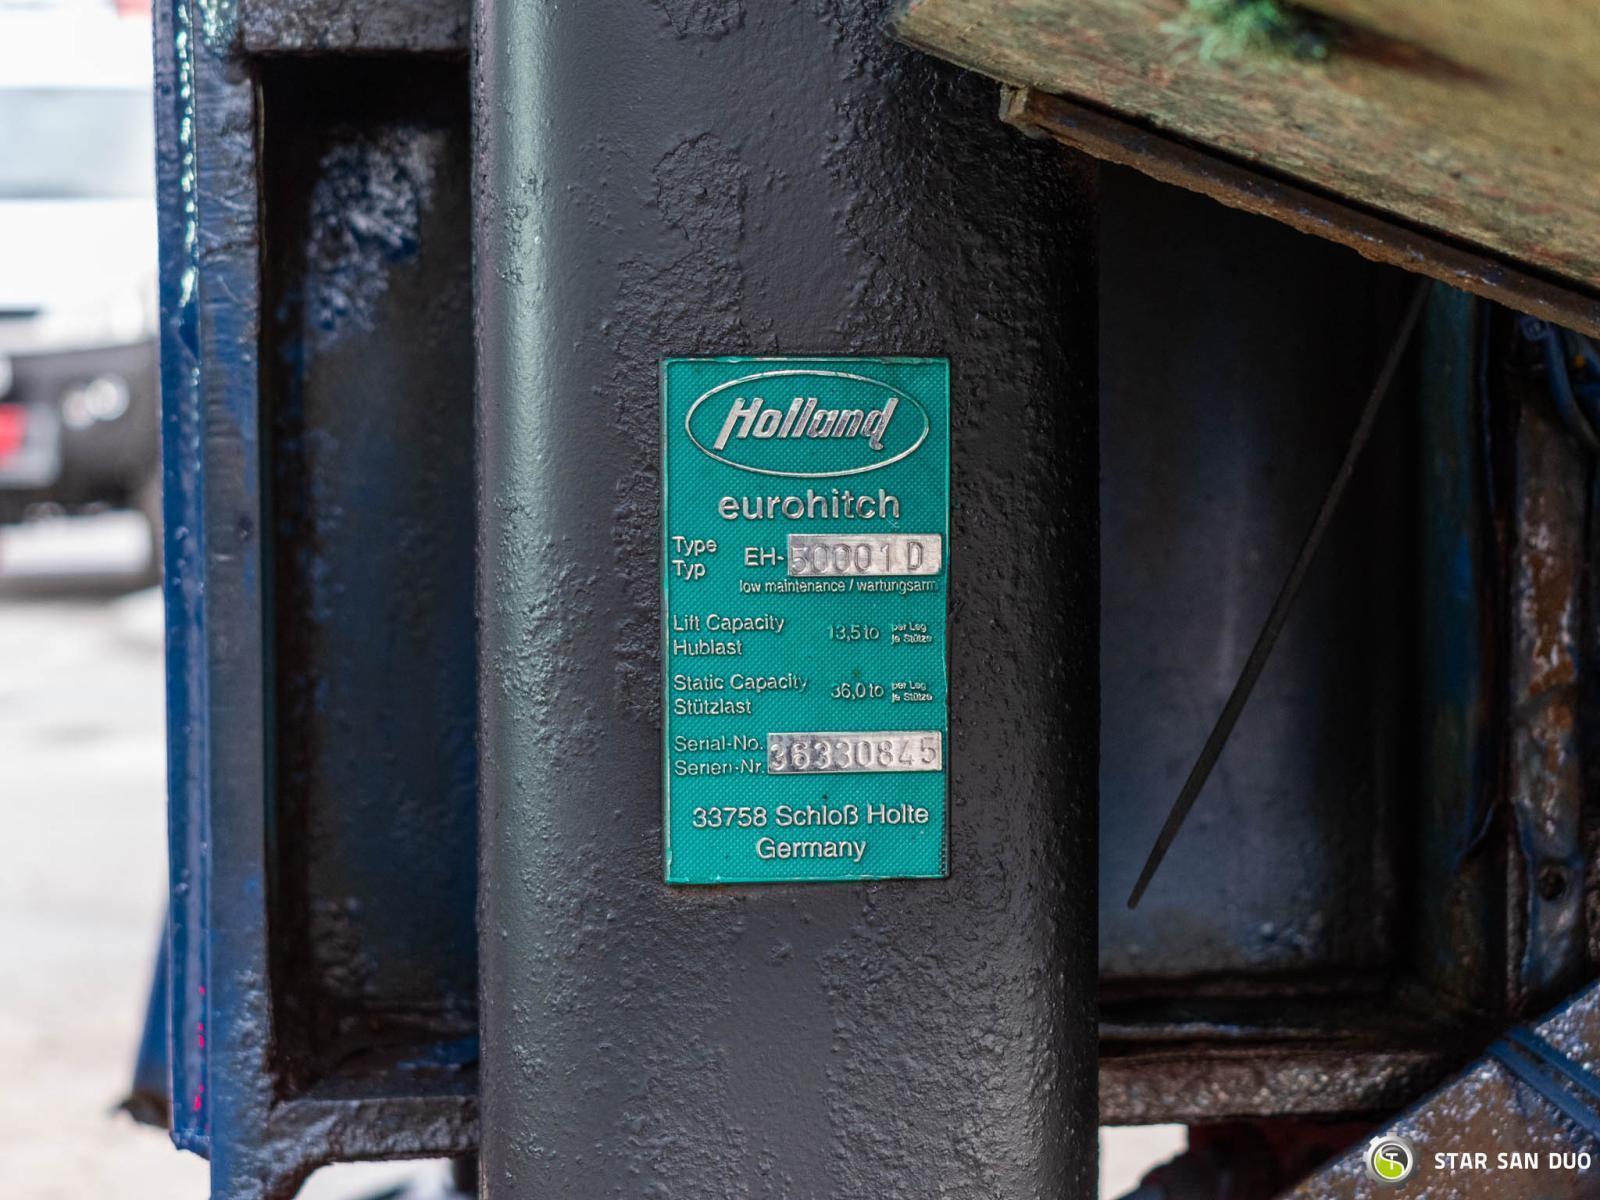 Holland
eurohitch
Type EH-50001 D
Typ
low maintenance / wartungsarm
Lift Capacity 13,5 to per Leg
Hublast je Stütze
Static Capacity 36,0 to per Leg
Stützlast je Stütze
Serial-No. 36330845
Serien-Nr.
33758 Schloß Holte
Germany
STAR SAN DUO